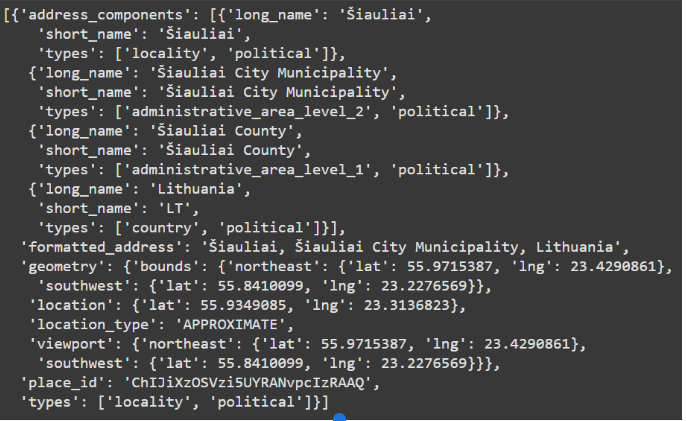 [{'address_components': [{'long_name': 'Šiauliai',
'short_name': 'Šiauliai',
'types': ['locality', 'political']},
{'long_name': 'Šiauliai City Municipality',
'short_name': 'Šiauliai City Municipality',
'types': ['administrative_area_level_2', 'political']},
{'long_name': 'Šiauliai County',
'short_name': 'Šiauliai County',
'types': ['administrative_area_level_1', 'political']},
{'long_name': 'Lithuania',
'short_name': 'LT',
'types': ['country', 'political']}],
'formatted_address': 'Šiauliai, Šiauliai City Municipality, Lithuania',
'geometry': {'bounds': {'northeast': {'lat': 55.9715387, 'lng': 23.4290861},
'southwest': {'lat': 55.8410099, 'lng': 23.2276569}},
'location': {'lat': 55.9349085, 'lng': 23.3136823},
'location_type': 'APPROXIMATE',
'viewport': {'northeast': {'lat': 55.9715387, 'lng': 23.4290861},
'southwest': {'lat': 55.8410099, 'lng': 23.2276569}}},
'place_id': 'ChIJiXzOSVzi5UYRANvpcIzRAAQ',
'types': ['locality', 'political']}]